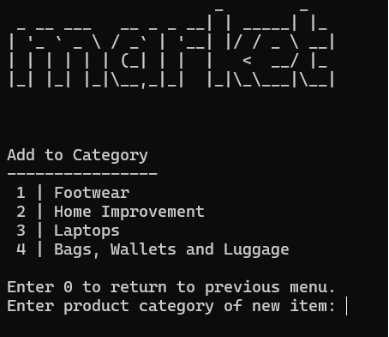 market
Add to Category
----------------
1 | Footwear
2 | Home Improvement
3 | Laptops
4 | Bags, Wallets and Luggage
Enter 0 to return to previous menu.
Enter product category of new item: